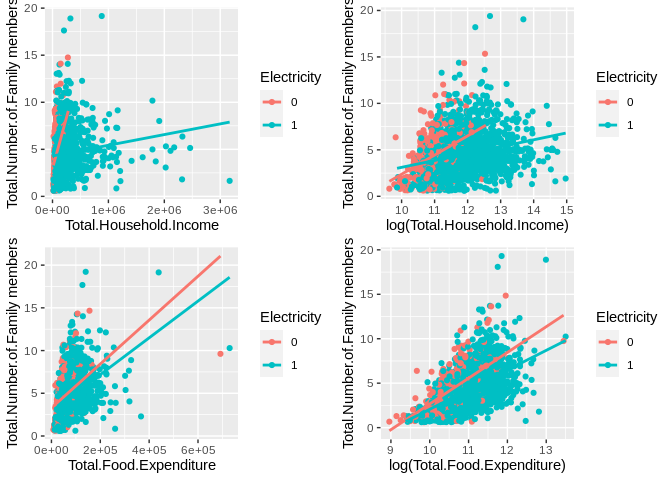 Total.Number.of.Family members
20
15
10
5
0
0e+00
1e+06
2e+06
3e+06
Total.Household.Income
Electricity
0
1
Total.Number.of.Family members
20
15
10
5
0
10
11
12
13
14
15
log(Total.Household.Income)
Electricity
0
1
Total.Number.of.Family members
20
15
10
5
0
0e+00
2e+05
4e+05
6e+05
Total.Food.Expenditure
Electricity
0
1
Total.Number.of.Family members
20
15
10
5
0
9
10
11
12
13
log(Total.Food.Expenditure)
Electricity
0
1